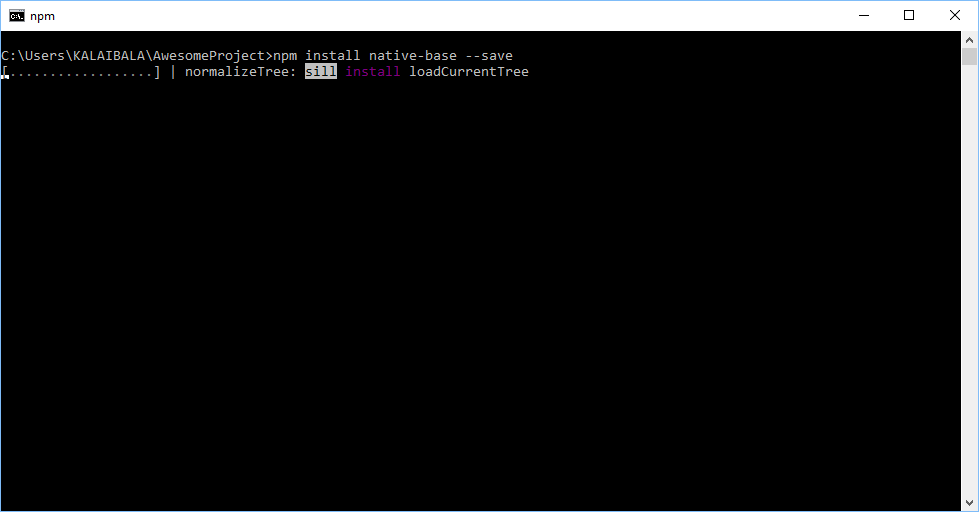 npm
C:\Users\KALAIBALA\AwesomeProject>npm install native-base --save
[..................] | normalizeTree: sill install loadCurrentTree